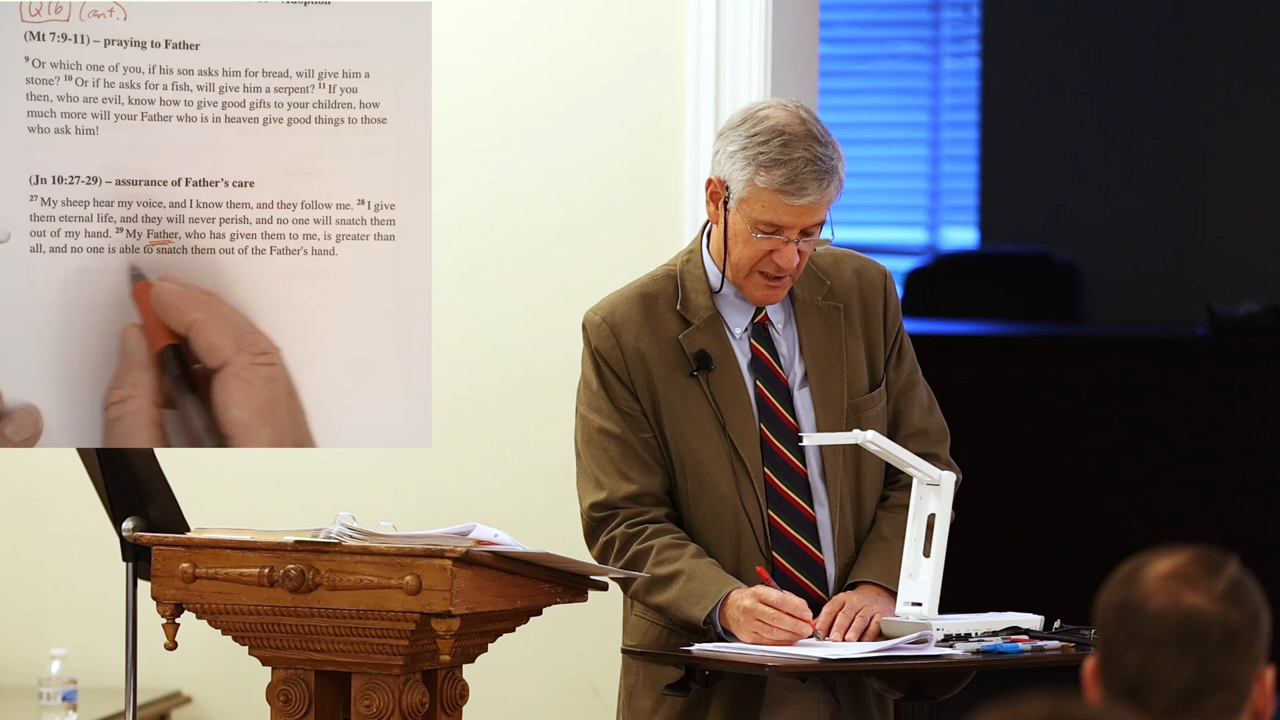 Q16 (cont.)
Adoption
(Mt 7:9-11) – praying to Father
9 Or which one of you, if his son asks him for bread, will give him a
stone? 10 Or if he asks for a fish, will give him a serpent? 11 If you
then, who are evil, know how to give good gifts to your children, how
much more will your Father who is in heaven give good things to those
who ask him!
(Jn 10:27-29) – assurance of Father's care
27 My sheep hear my voice, and I know them, and they follow me. 28 I give
them eternal life, and they will never perish, and no one will snatch them
out of my hand. 29 My Father, who has given them to me, is greater than
all, and no one is able to snatch them out of the Father's hand.